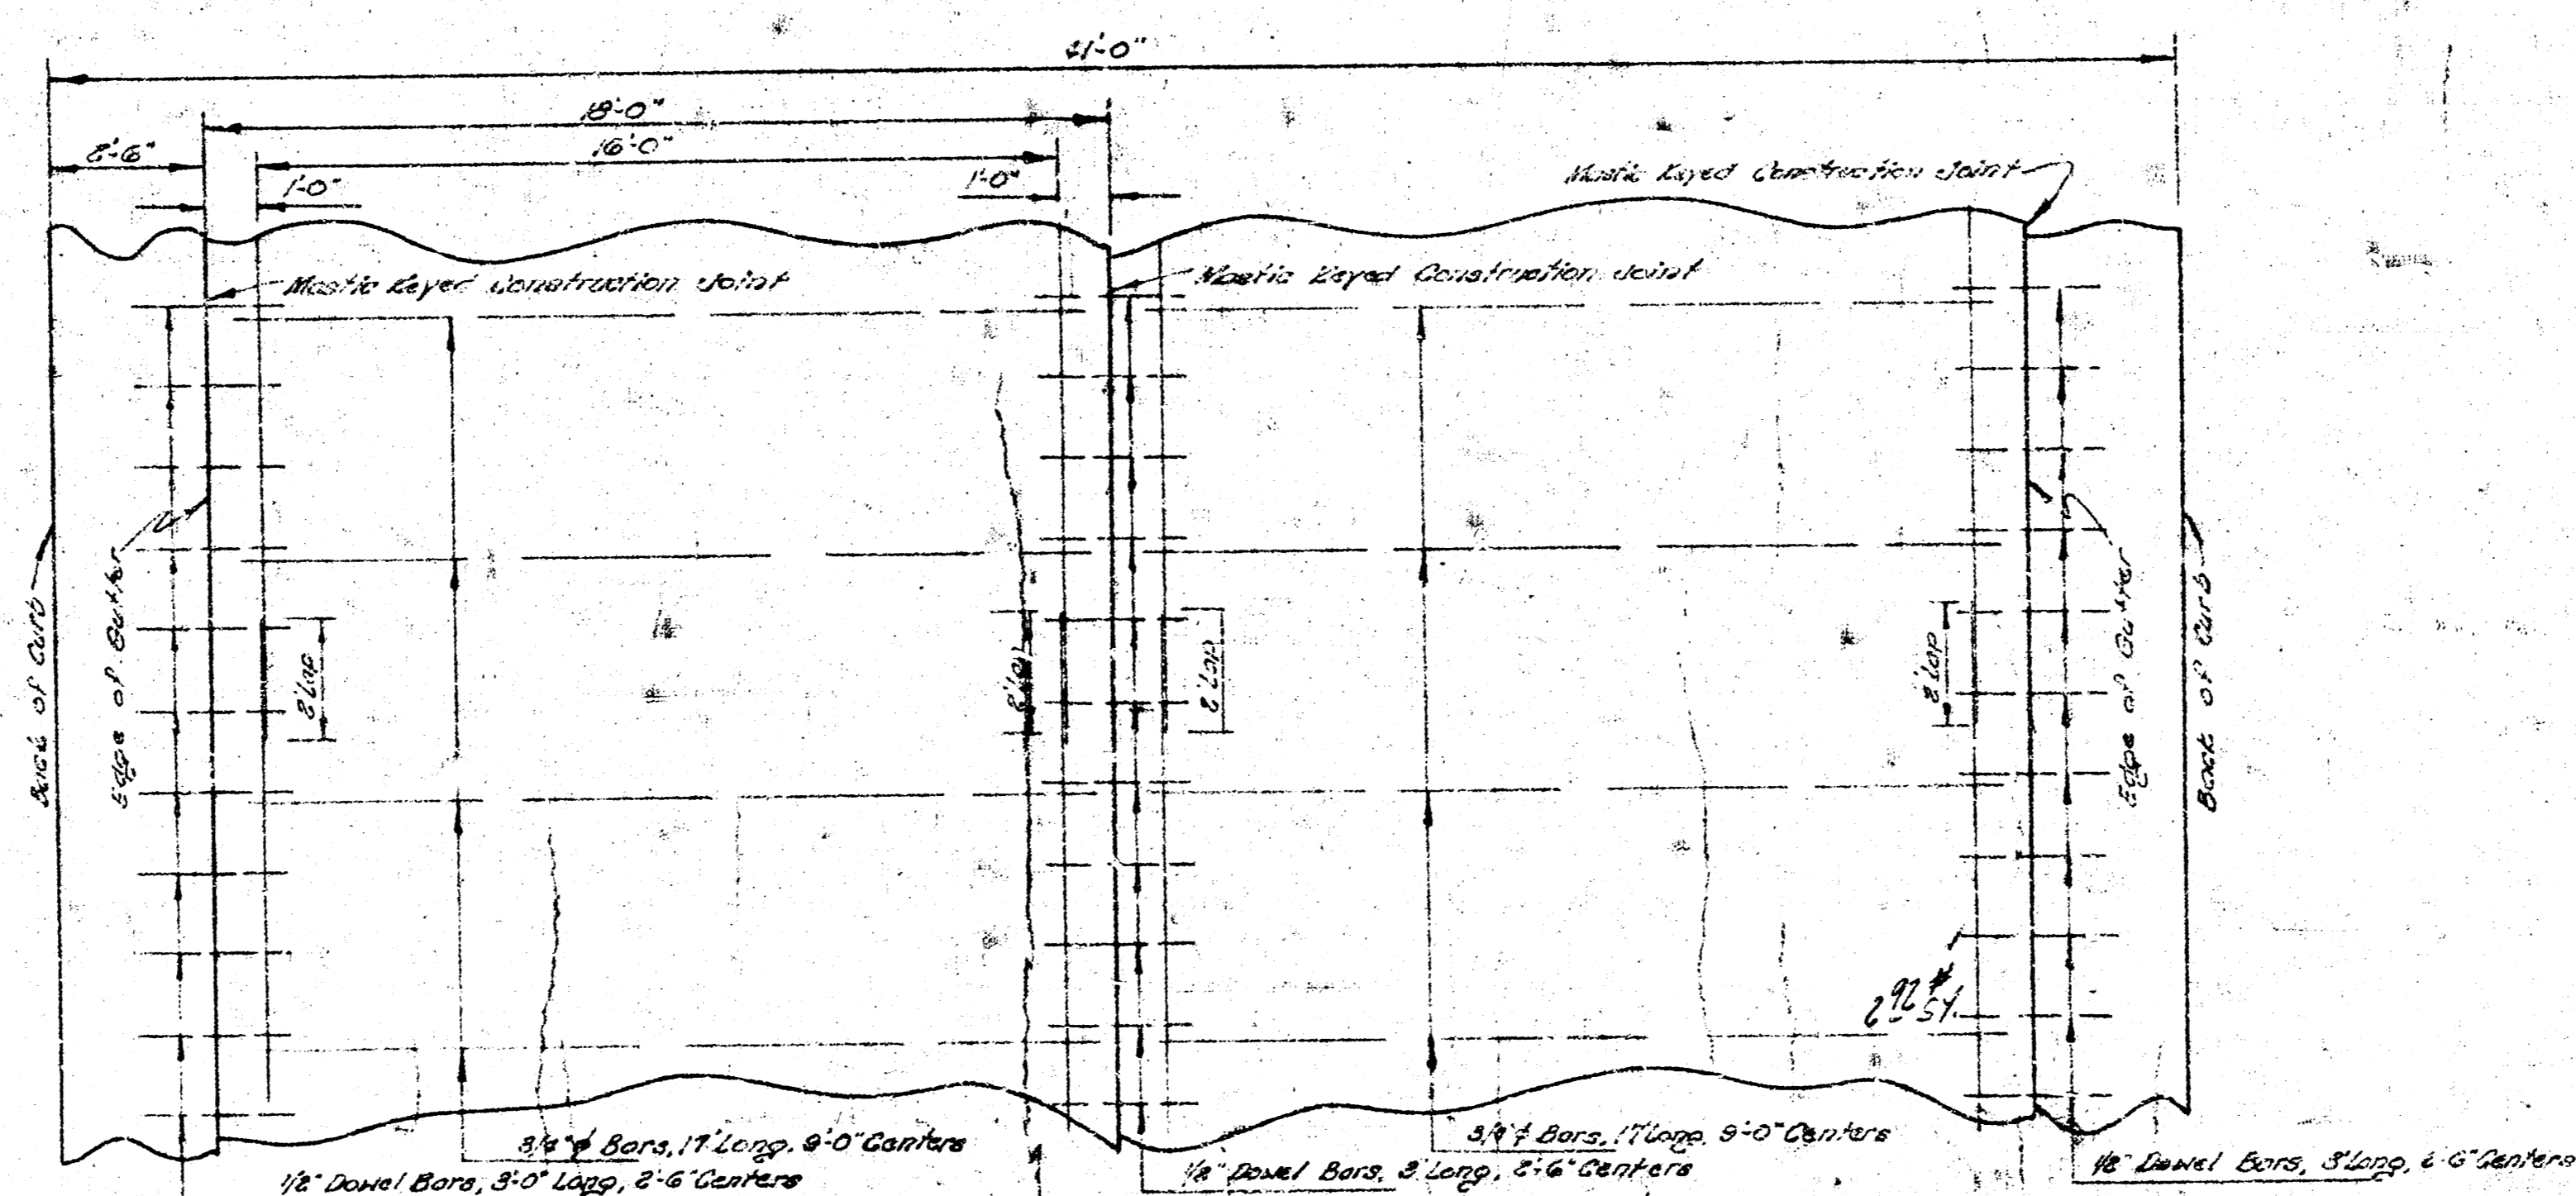 41'-0"
18'-0"
2'-6"
16'-0"
1'-0"
1'-0"
Mastic Keyed Construction Joint
Mastic Keyed Construction Joint
Mastic Keyed Construction Joint
Back of Curb
Edge of Gutter
2' Lap
2' Lap
2' Lap
2' Lap
Edge of Gutter
Back of Curb
3/4" ϕ Bars, 17' Long, 9'-0" Centers
3/4" ϕ Bars, 17' Long, 9'-0" Centers
1/2" Dowel Bars, 3'-0" Long, 2'-6" Centers
1/2" Dowel Bars, 3' Long, 2'-6" Centers
1/2" Dowel Bars, 3' Long, 2'-6" Centers